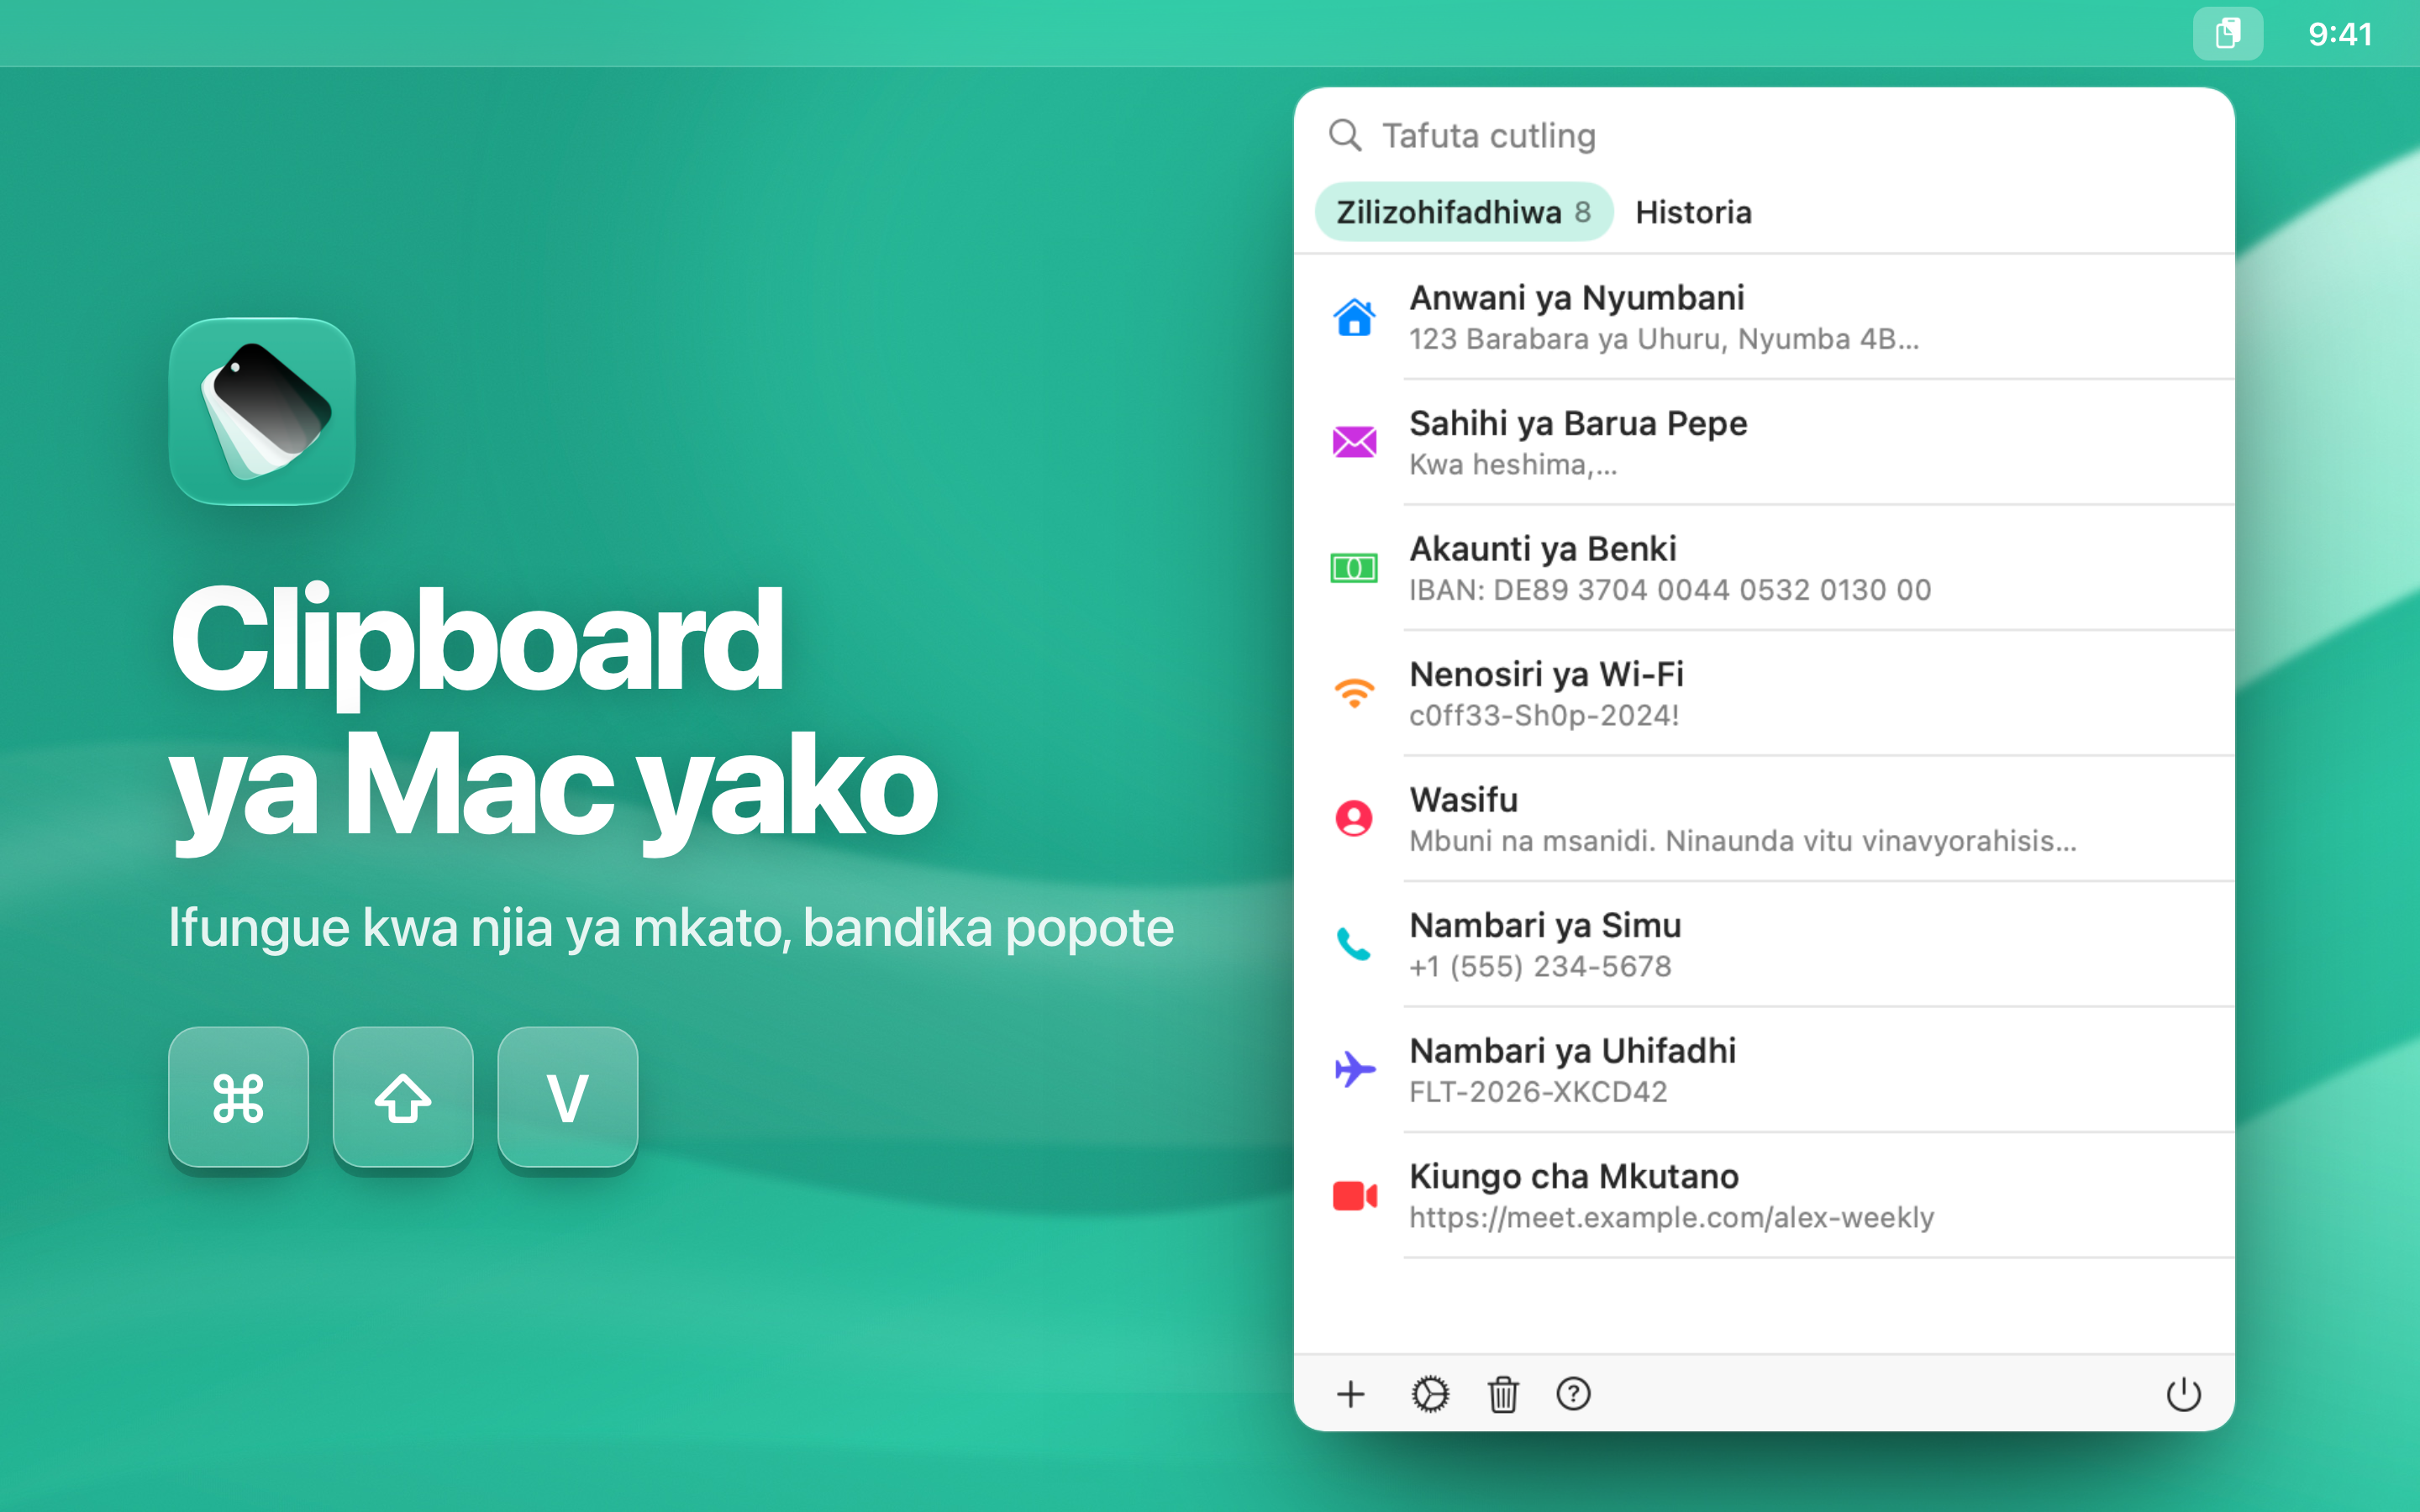 9:41
Clipboard
ya Mac yako
Ifungue kwa njia ya mkato, bandika popote
⌘ ⇧ V
Tafuta cutling
Zilizohifadhiwa 8 Historia
Anwani ya Nyumbani
123 Barabara ya Uhuru, Nyumba 4B...
Sahihi ya Barua Pepe
Kwa heshima,...
Akaunti ya Benki
IBAN: DE89 3704 0044 0532 0130 00
Nenosiri ya Wi-Fi
c0ff33-Sh0p-2024!
Wasifu
Mbuni na msanidi. Ninaunda vitu vinavyorahisis...
Nambari ya Simu
+1 (555) 234-5678
Nambari ya Uhifadhi
FLT-2026-XKCD42
Kiungo cha Mkutano
https://meet.example.com/alex-weekly